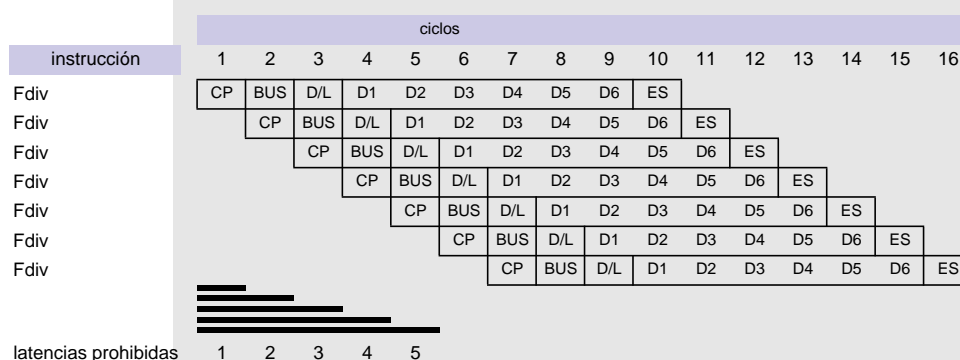 ciclos
instrucción 1 2 3 4 5 6 7 8 9 10 11 12 13 14 15 16
Fdiv CP BUS D/L D1 D2 D3 D4 D5 D6 ES
Fdiv CP BUS D/L D1 D2 D3 D4 D5 D6 ES
Fdiv CP BUS D/L D1 D2 D3 D4 D5 D6 ES
Fdiv CP BUS D/L D1 D2 D3 D4 D5 D6 ES
Fdiv CP BUS D/L D1 D2 D3 D4 D5 D6 ES
Fdiv CP BUS D/L D1 D2 D3 D4 D5 D6 ES
Fdiv CP BUS D/L D1 D2 D3 D4 D5 D6 ES
latencias prohibidas 1 2 3 4 5